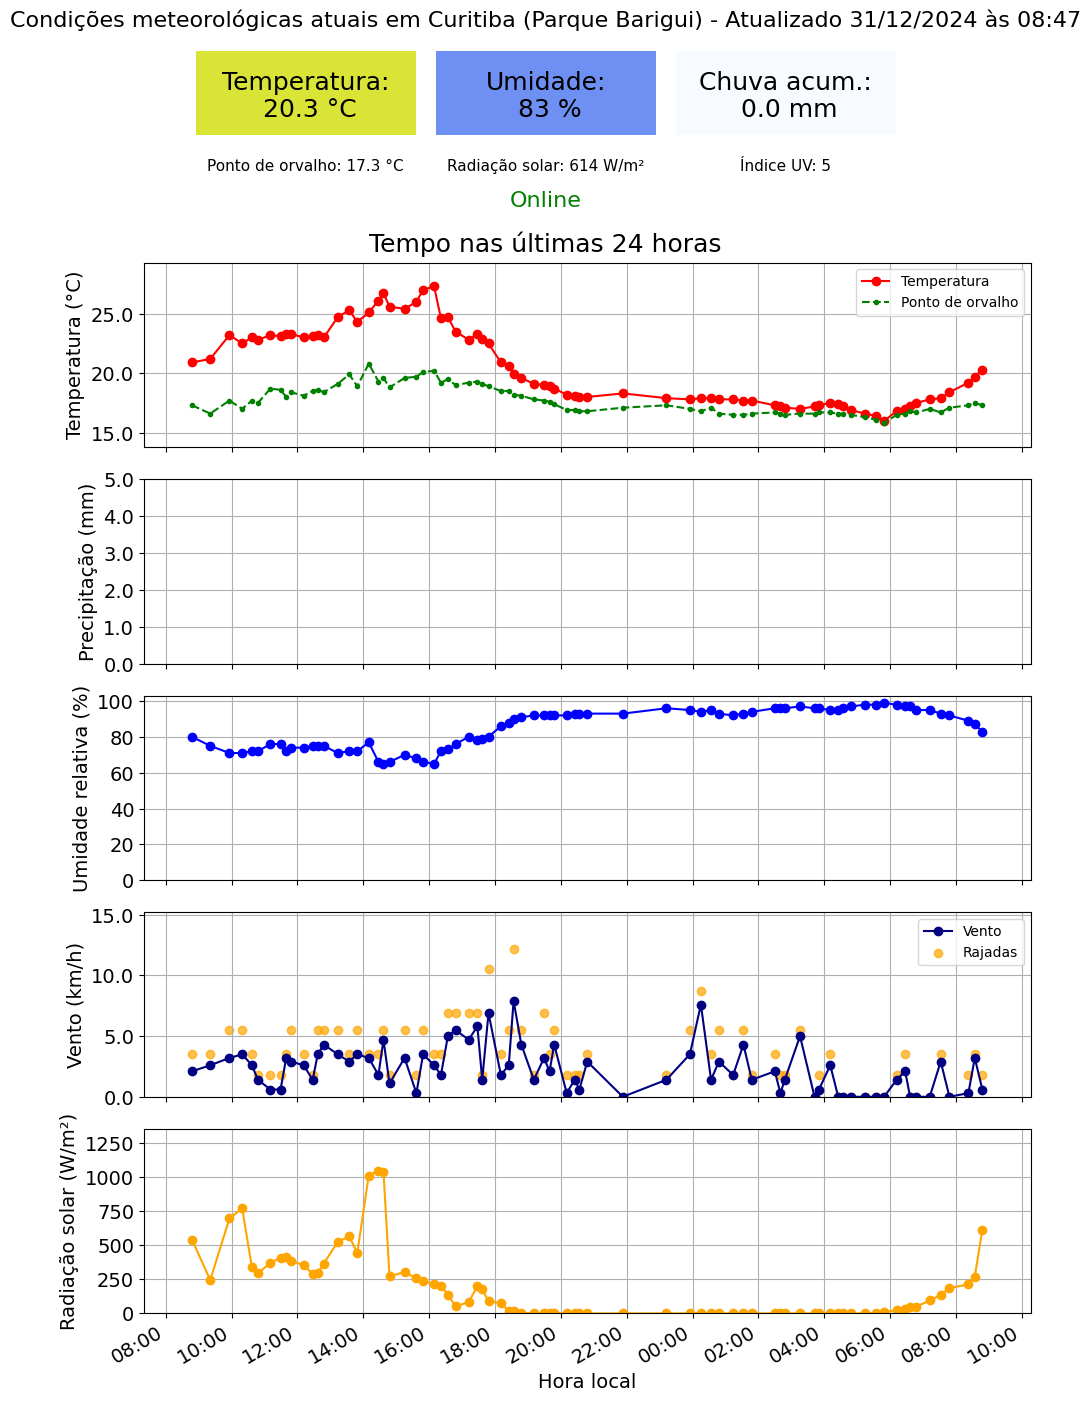 Condições meteorológicas atuais em Curitiba (Parque Barigui) - Atualizado 31/12/2024 às 08:47
Temperatura:
20.3 °C
Umidade:
83 %
Chuva acum.:
0.0 mm
Ponto de orvalho: 17.3 °C
Radiação solar: 614 W/m²
Índice UV: 5
Online
Tempo nas últimas 24 horas
Temperatura (°C)
25.0
20.0
15.0
Temperatura
Ponto de orvalho
Precipitação (mm)
5.0
4.0
3.0
2.0
1.0
0.0
Umidade relativa (%)
100
80
60
40
20
0
Vento (km/h)
15.0
10.0
5.0
0.0
Vento
Rajadas
Radiação solar (W/m²)
1250
1000
750
500
250
0
08:00
10:00
12:00
14:00
16:00
18:00
20:00
22:00
00:00
02:00
04:00
06:00
08:00
10:00
Hora local